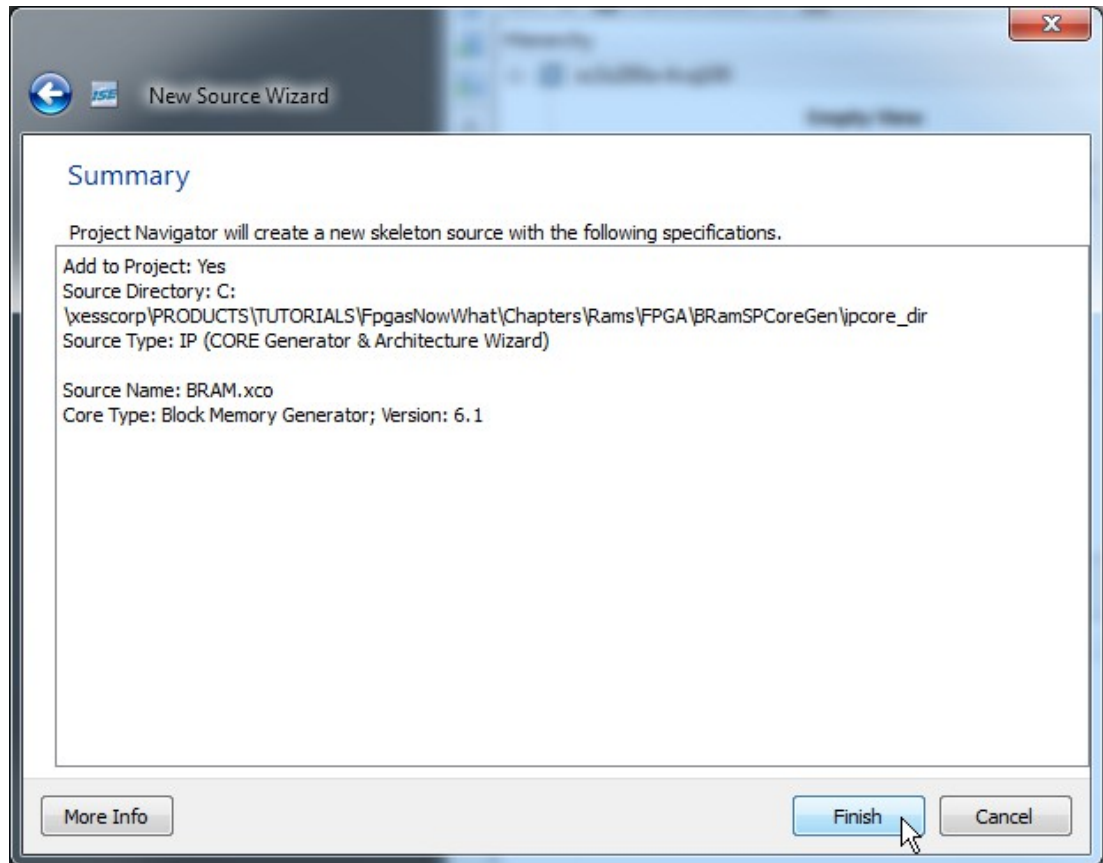 ISE New Source Wizard
Summary
Project Navigator will create a new skeleton source with the following specifications.
Add to Project: Yes
Source Directory: C:
\xesscorp\PRODUCTS\TUTORIALS\FpgasNowWhat\Chapters\Rams\FPGA\BRamSPCoreGen\ipcore_dir
Source Type: IP (CORE Generator & Architecture Wizard)
Source Name: BRAM.xco
Core Type: Block Memory Generator; Version: 6.1
More Info Finish Cancel